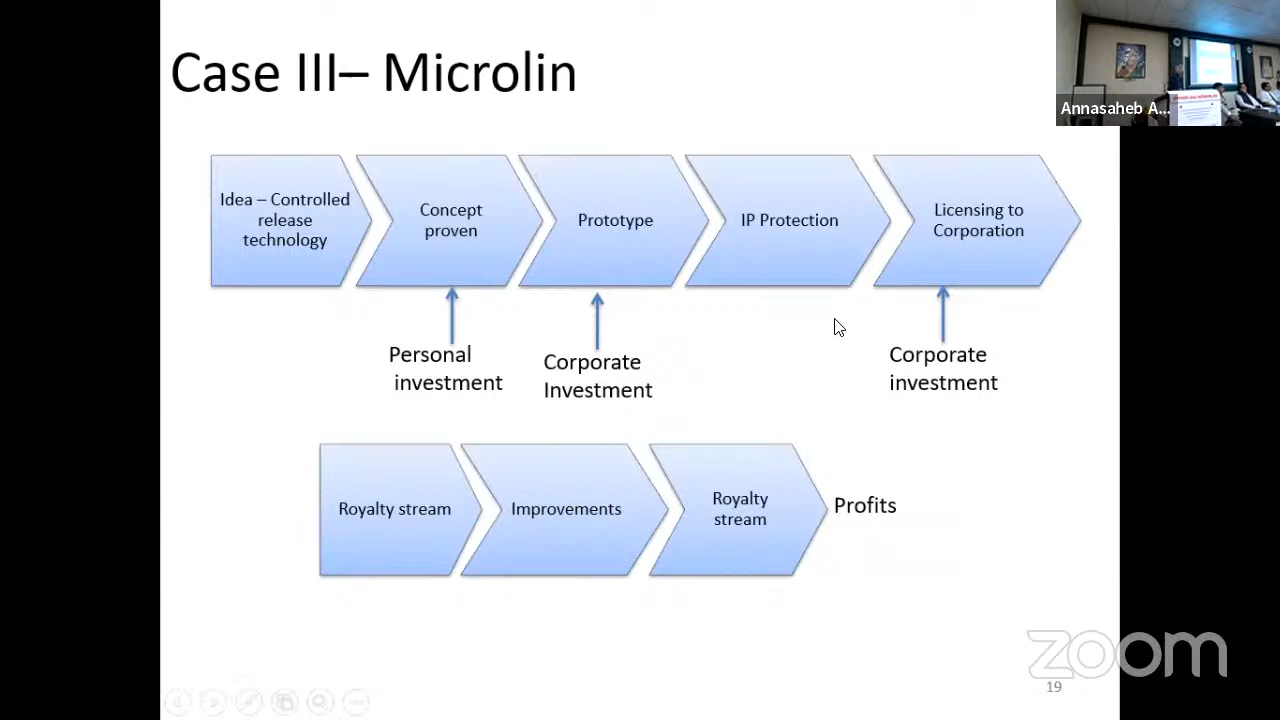 Case III– Microlin
Annasaheb A...
Idea – Controlled
release
technology
Concept
proven
Prototype
IP Protection
Licensing to
Corporation
Personal
investment
Corporate
Investment
Corporate
investment
Royalty stream
Improvements
Royalty
stream
Profits
zoom
19